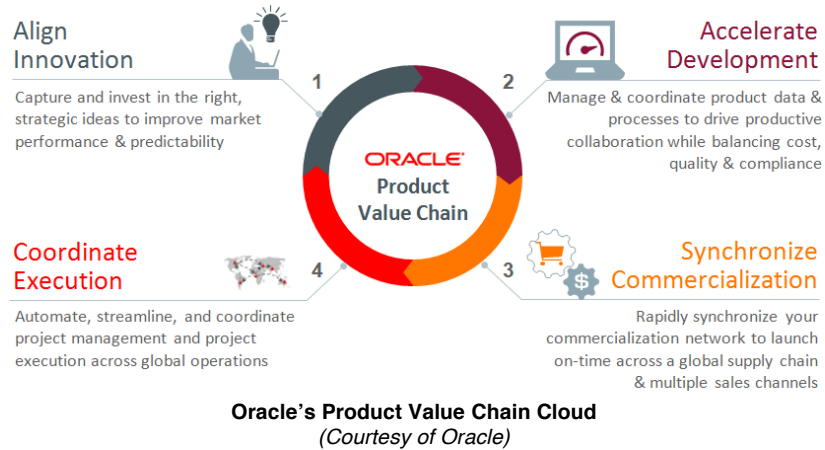 Align
Innovation
1
Capture and invest in the right,
strategic ideas to improve market
performance & predictability
2
Accelerate
Development
Manage & coordinate product data &
processes to drive productive
collaboration while balancing cost,
quality & compliance
ORACLE®
Product
Value Chain
Coordinate
Execution
4
Automate, streamline, and coordinate
project management and project
execution across global operations
3
$
Synchronize
Commercialization
Rapidly synchronize your
commercialization network to launch
on-time across a global supply chain
& multiple sales channels
Oracle's Product Value Chain Cloud
(Courtesy of Oracle)